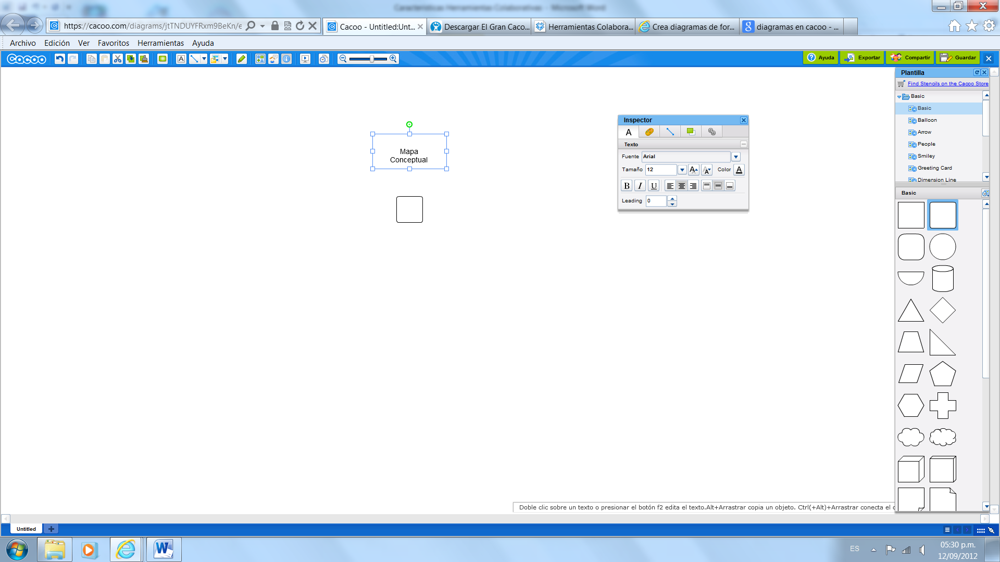 Características Herramientas Colaborativas - Microsoft Word
https://cacoo.com/diagrams/jtTNDUYFRxm9BeKn/e
Cacoo - Untitled:Unt...
Descargar El Gran Caco...
Herramientas Colabora...
Crea diagramas de for...
diagramas en cacoo - ...
Archivo Edición Ver Favoritos Herramientas Ayuda
Cacoo
Ayuda
Exportar
Compartir
Guardar
Plantilla
Find Stencils on the Cacoo Store
Basic
Basic
Balloon
Arrow
People
Smiley
Greeting Card
Dimension Line
Basic
Mapa
Conceptual
Inspector
A
Texto
Fuente Arial
Tamaño 12 A A Color A
B I U
Leading 0
Doble clic sobre un texto o presionar el botón f2 edita el texto.Alt+Arrastrar copia un objeto. Ctrl(+Alt)+Arrastrar conecta el
Untitled
ES
05:30 p.m.
12/09/2012